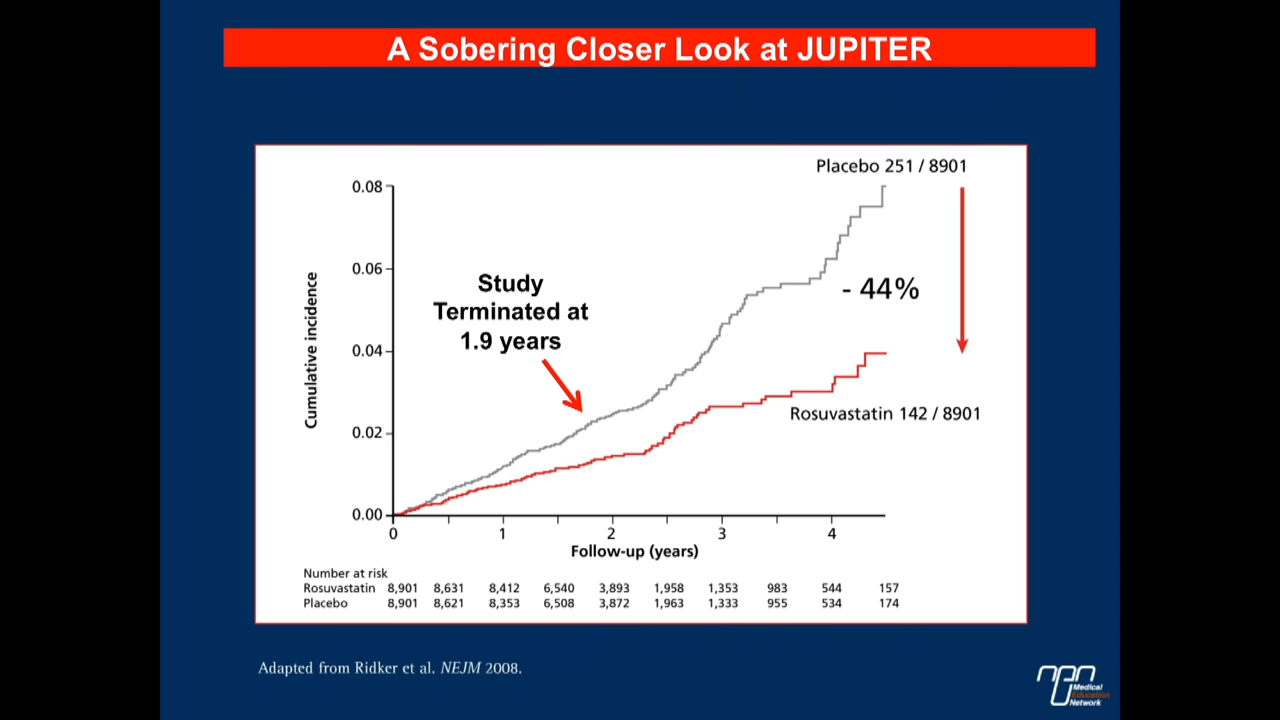 A Sobering Closer Look at JUPITER
Placebo 251 / 8901
0.08
0.06
0.04
0.02
0.00
Cumulative incidence
Study
Terminated at
1.9 years
- 44%
Rosuvastatin 142 / 8901
0 1 2 3 4
Follow-up (years)
Number at risk
Rosuvastatin 8,901 8,631 8,412 6,540 3,893 1,958 1,353 983 544 157
Placebo 8,901 8,621 8,353 6,508 3,872 1,963 1,333 955 534 174
Adapted from Ridker et al. NEJM 2008.
Medical
Education
Network